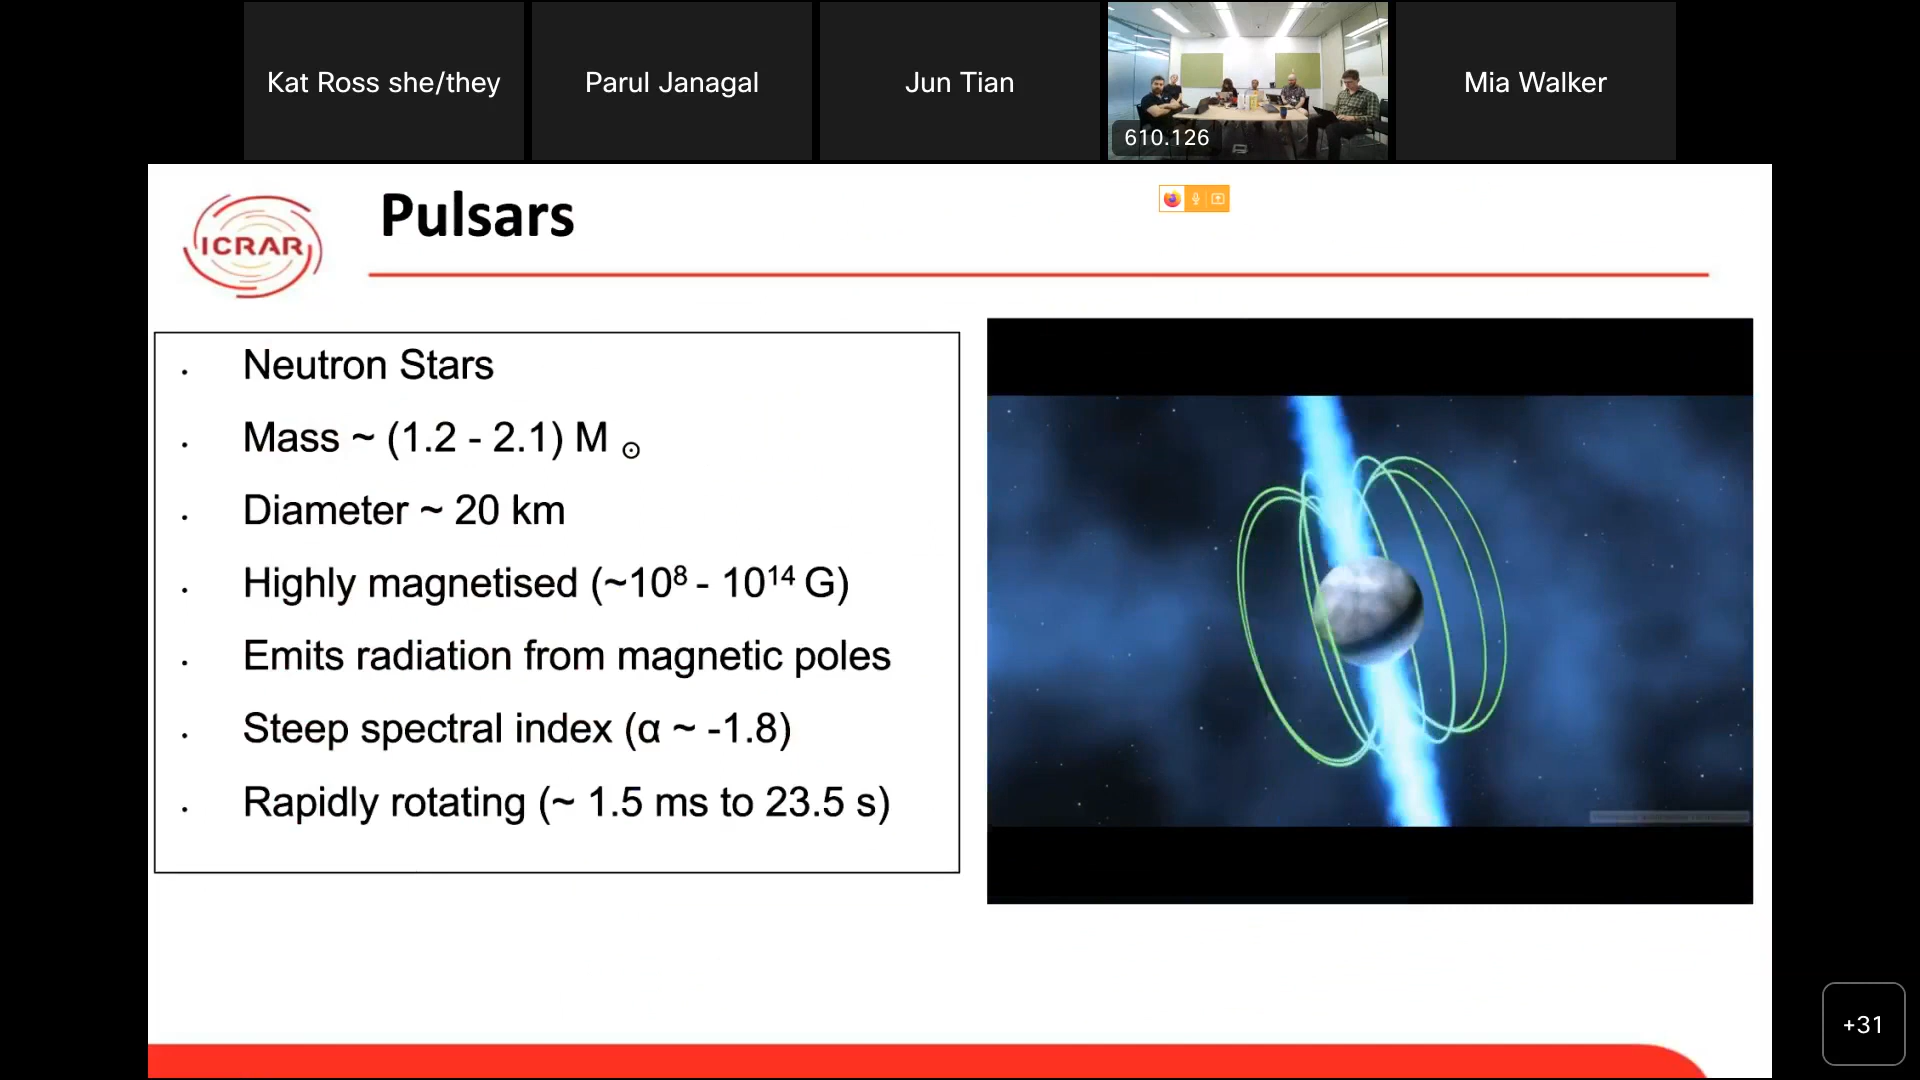 Kat Ross she/they
Parul Janagal
Jun Tian
610.126
Mia Walker
ICRAR
Pulsars
• Neutron Stars
• Mass ~ (1.2 - 2.1) M ⊙
• Diameter ~ 20 km
• Highly magnetised (~10⁸ - 10¹⁴ G)
• Emits radiation from magnetic poles
• Steep spectral index (α ~ -1.8)
• Rapidly rotating (~ 1.5 ms to 23.5 s)
+31